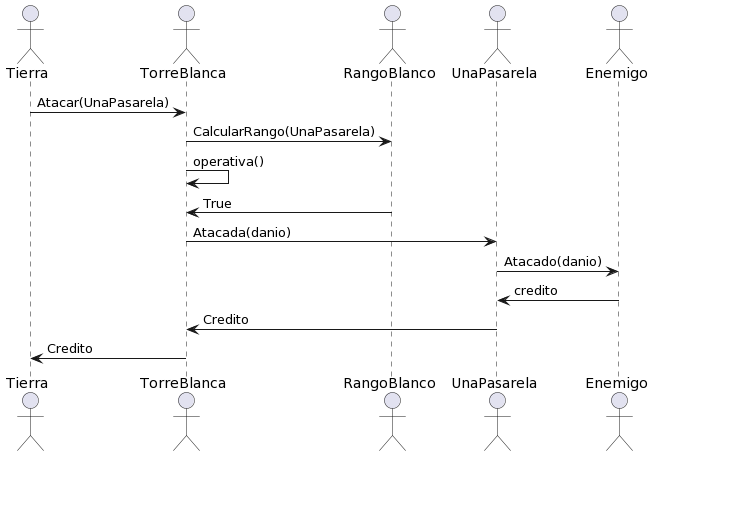 Tierra TorreBlanca RangoBlanco UnaPasarela Enemigo
Atacar(UnaPasarela)
CalcularRango(UnaPasarela)
operativa()
True
Atacada(danio)
Atacado(danio)
credito
Credito
Credito
Tierra TorreBlanca RangoBlanco UnaPasarela Enemigo